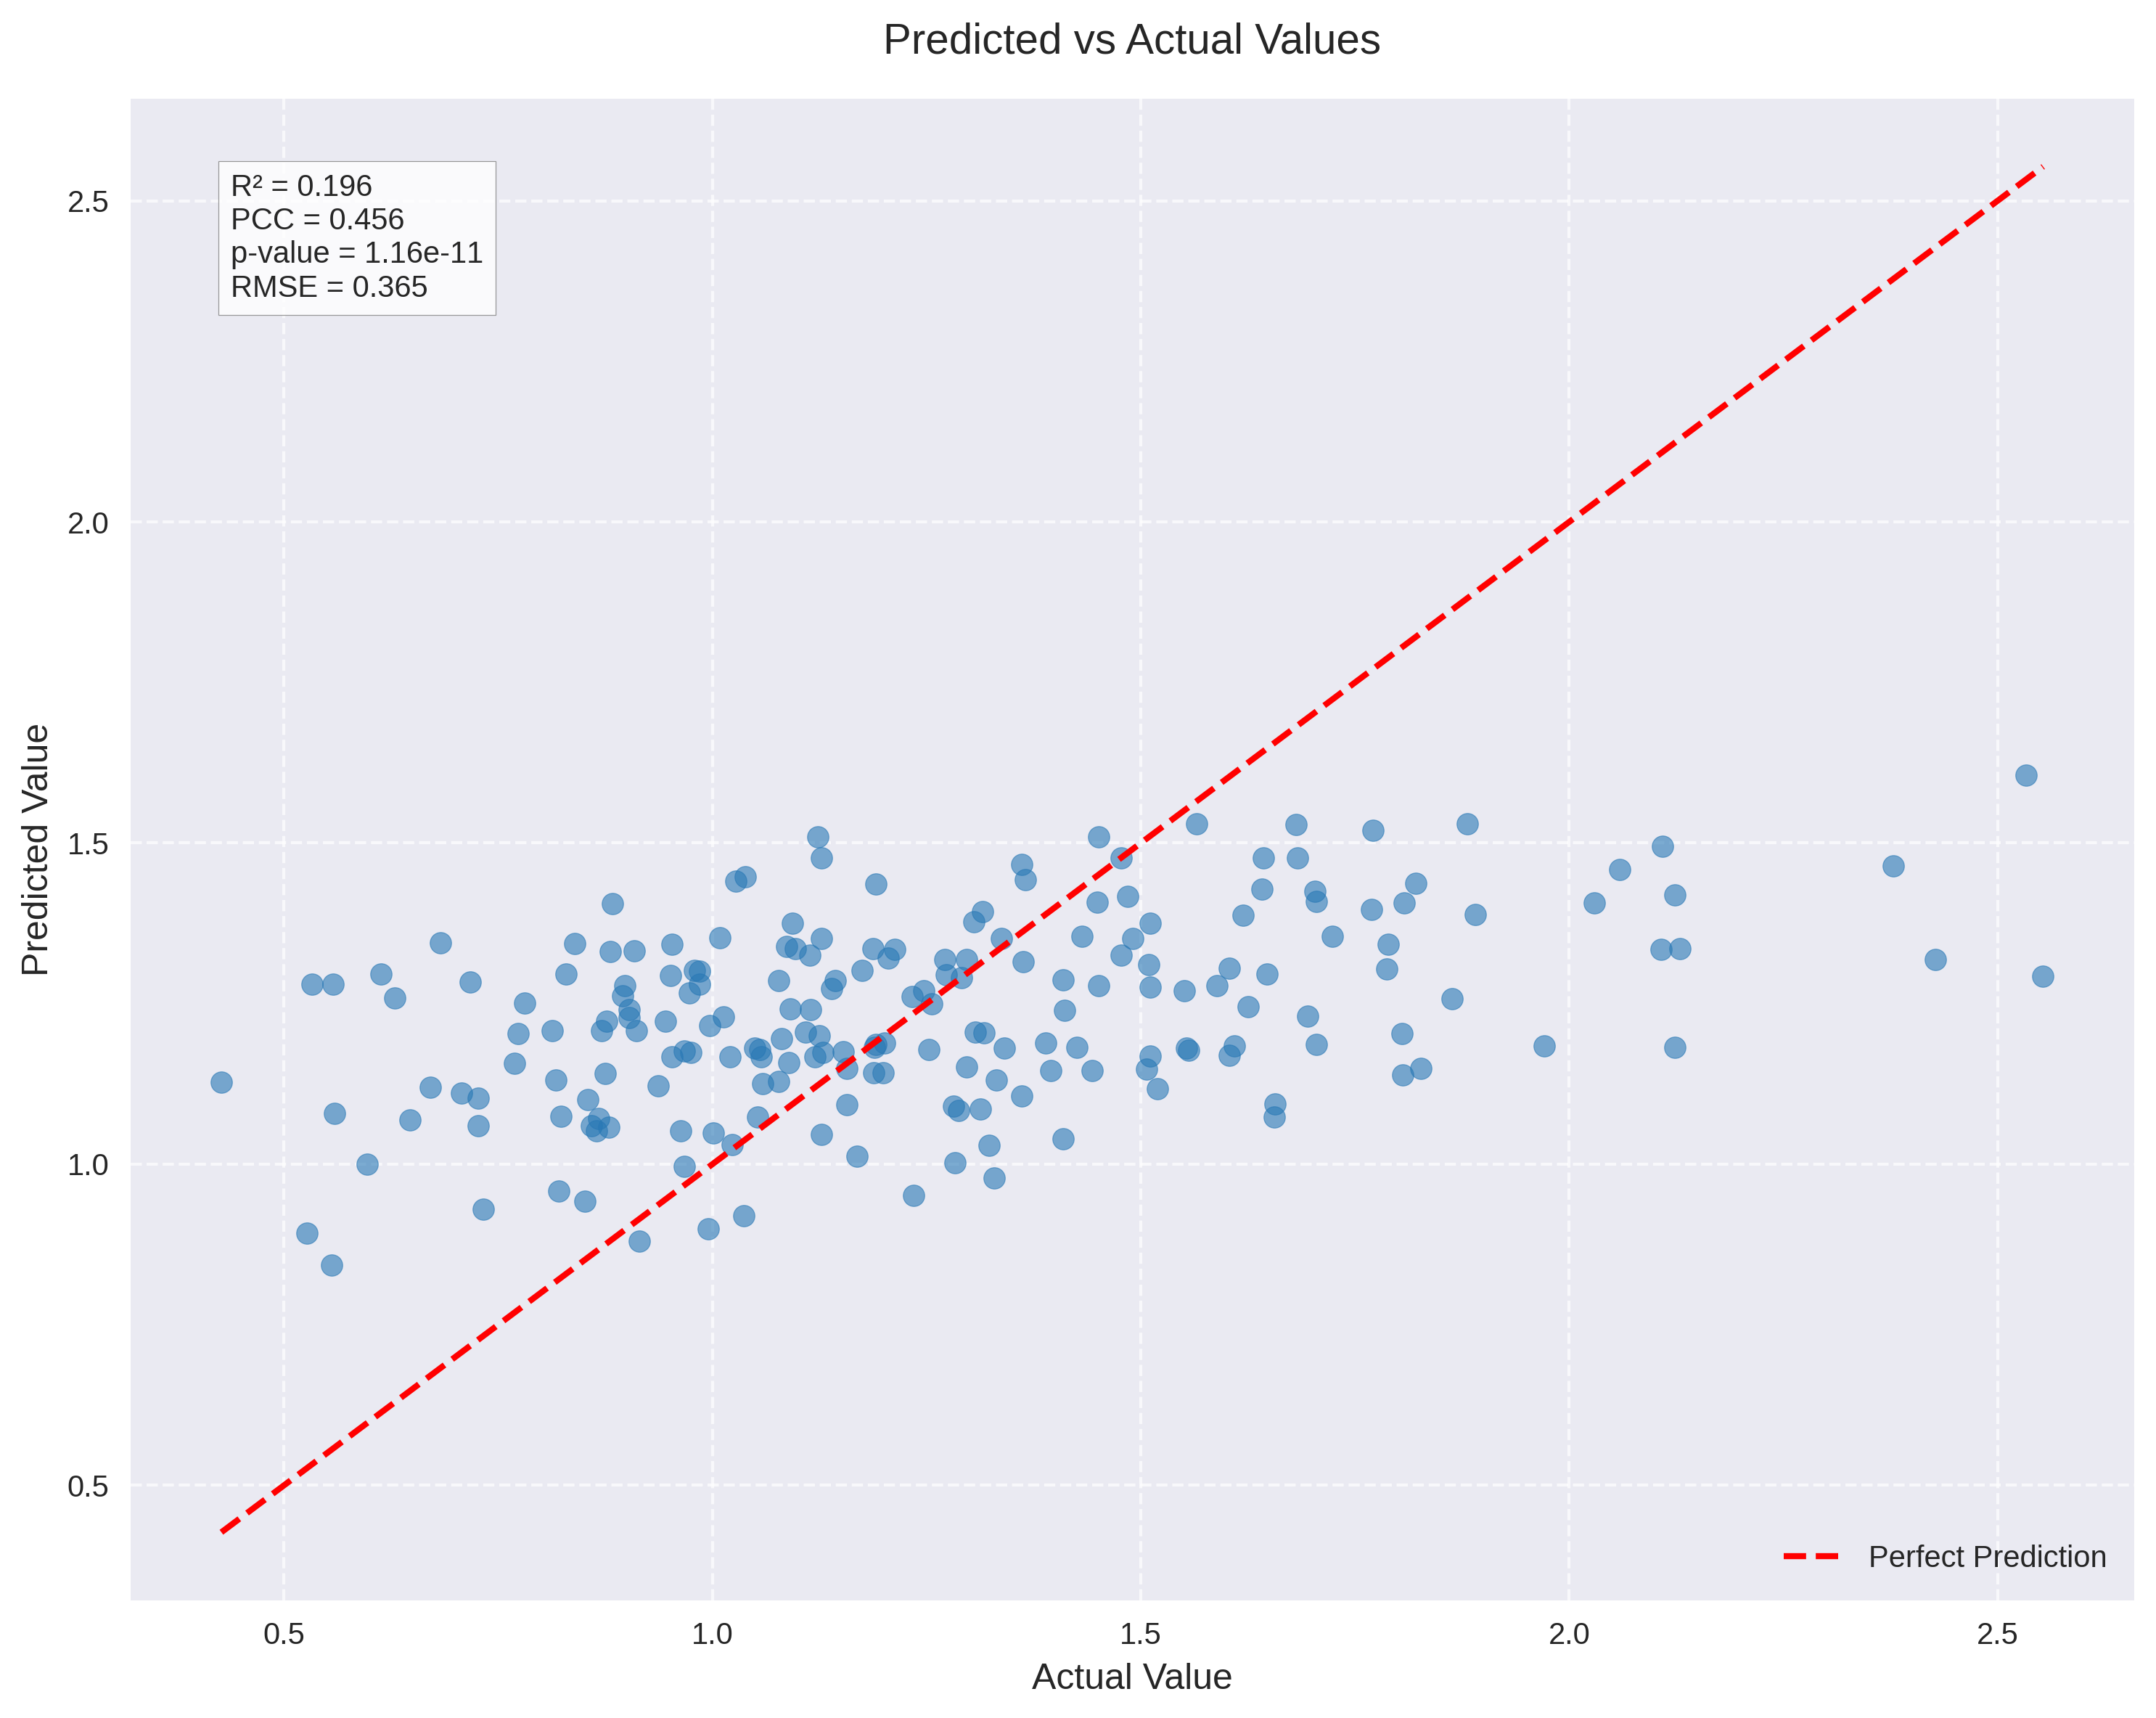 Predicted vs Actual Values
R² = 0.196
PCC = 0.456
p-value = 1.16e-11
RMSE = 0.365
2.5
2.0
1.5
1.0
0.5
Predicted Value
Perfect Prediction
0.5 1.0 1.5 2.0 2.5
Actual Value